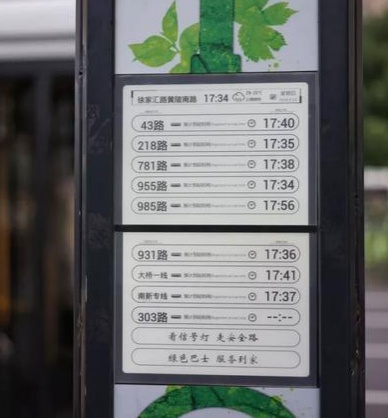 徐家汇路黄陂南路 17:34
43路 17:40
218路 17:35
781路 17:38
955路 17:34
985路 17:56
931路 17:36
大桥一线 17:41
南新专线 17:37
303路 --:--
看信号灯 走安全路
绿色巴士 服务到家